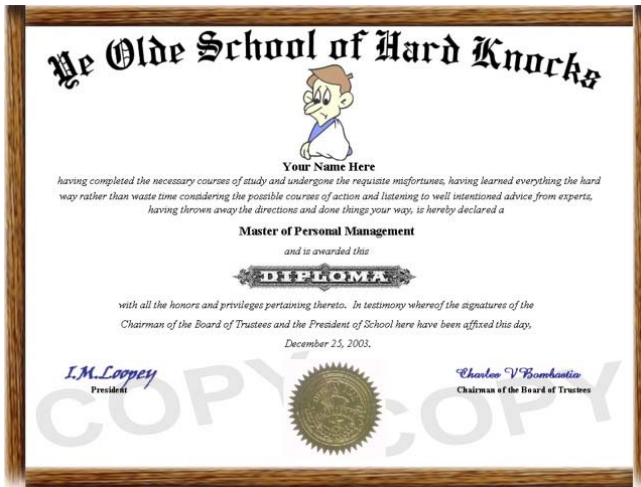 Ye Olde School of Hard Knocks
Your Name Here
having completed the necessary courses of study and undergone the requisite misfortunes, having learned everything the hard
way rather than waste time considering the possible courses of action and listening to well intentioned advice from experts,
having thrown away the directions and done things your way, is hereby declared a
Master of Personal Management
and is awarded this
DIPLOMA
with all the honors and privileges pertaining thereto. In testimony whereof the signatures of the
Chairman of the Board of Trustees and the President of School here have been affixed this day,
December 25, 2003.
I.M.Loopey
President
Charles V Bombastia
Chairman of the Board of Trustees
COPY COPY